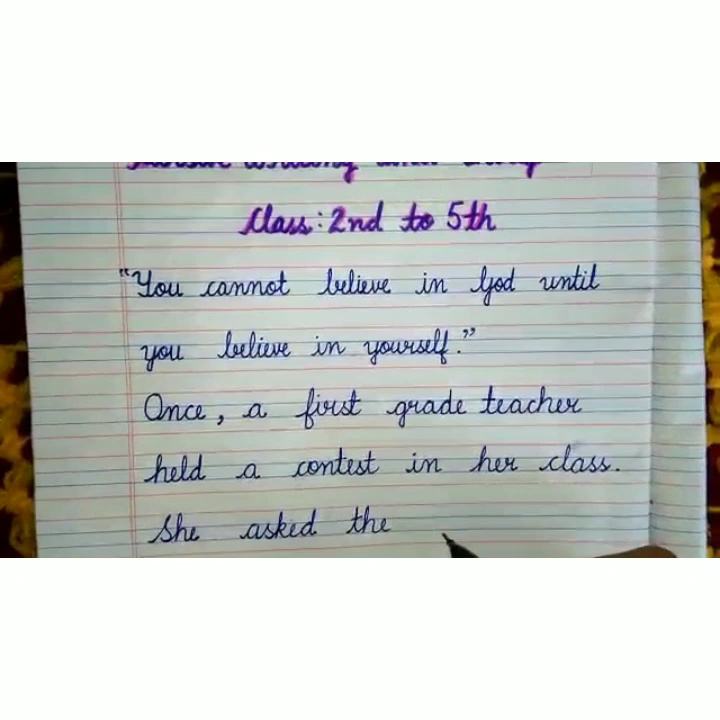 Class: 2nd to 5th
"You cannot believe in God until
you believe in yourself."
Once, a first grade teacher
held a contest in her class.
She asked the